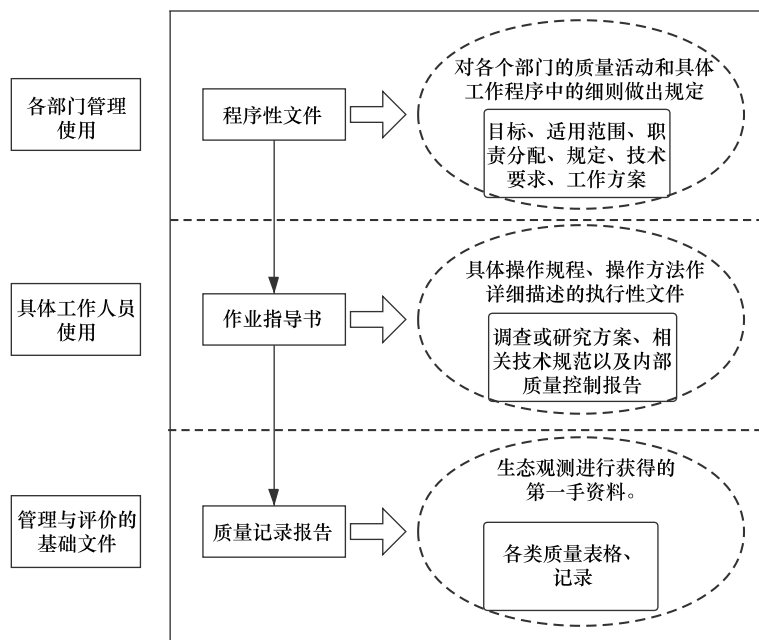 各部门管理
使用
程序性文件
对各个部门的质量活动和具体
工作程序中的细则做出规定
目标、适用范围、职
责分配、规定、技术
要求、工作方案
具体工作人员
使用
作业指导书
具体操作规程、操作方法作
详细描述的执行性文件
调查或研究方案、相
关技术规范以及内部
质量控制报告
管理与评价的
基础文件
质量记录报告
生态观测进行获得的
第一手资料。
各类质量表格、
记录